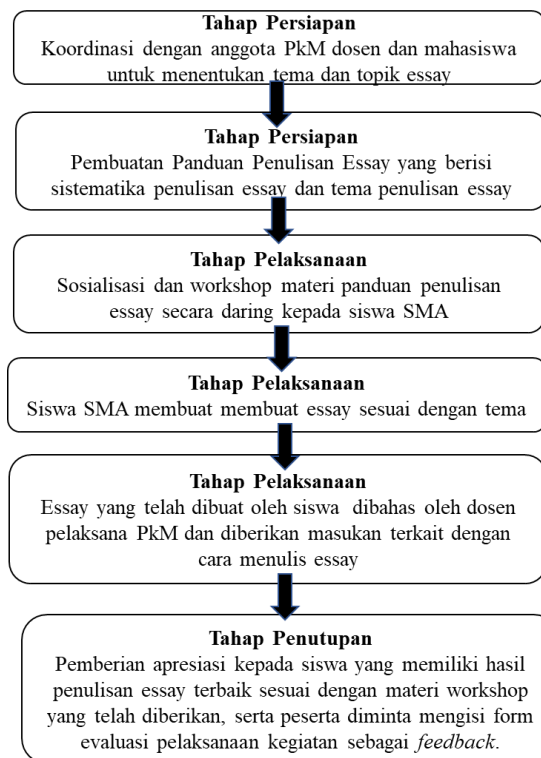 Tahap Persiapan
Koordinasi dengan anggota PkM dosen dan mahasiswa
untuk menentukan tema dan topik essay
Tahap Persiapan
Pembuatan Panduan Penulisan Essay yang berisi
sistematika penulisan essay dan tema penulisan essay
Tahap Pelaksanaan
Sosialisasi dan workshop materi panduan penulisan
essay secara daring kepada siswa SMA
Tahap Pelaksanaan
Siswa SMA membuat membuat essay sesuai dengan tema
Tahap Pelaksanaan
Essay yang telah dibuat oleh siswa dibahas oleh dosen
pelaksana PkM dan diberikan masukan terkait dengan
cara menulis essay
Tahap Penutupan
Pemberian apresiasi kepada siswa yang memiliki hasil
penulisan essay terbaik sesuai dengan materi workshop
yang telah diberikan, serta peserta diminta mengisi form
evaluasi pelaksanaan kegiatan sebagai feedback.